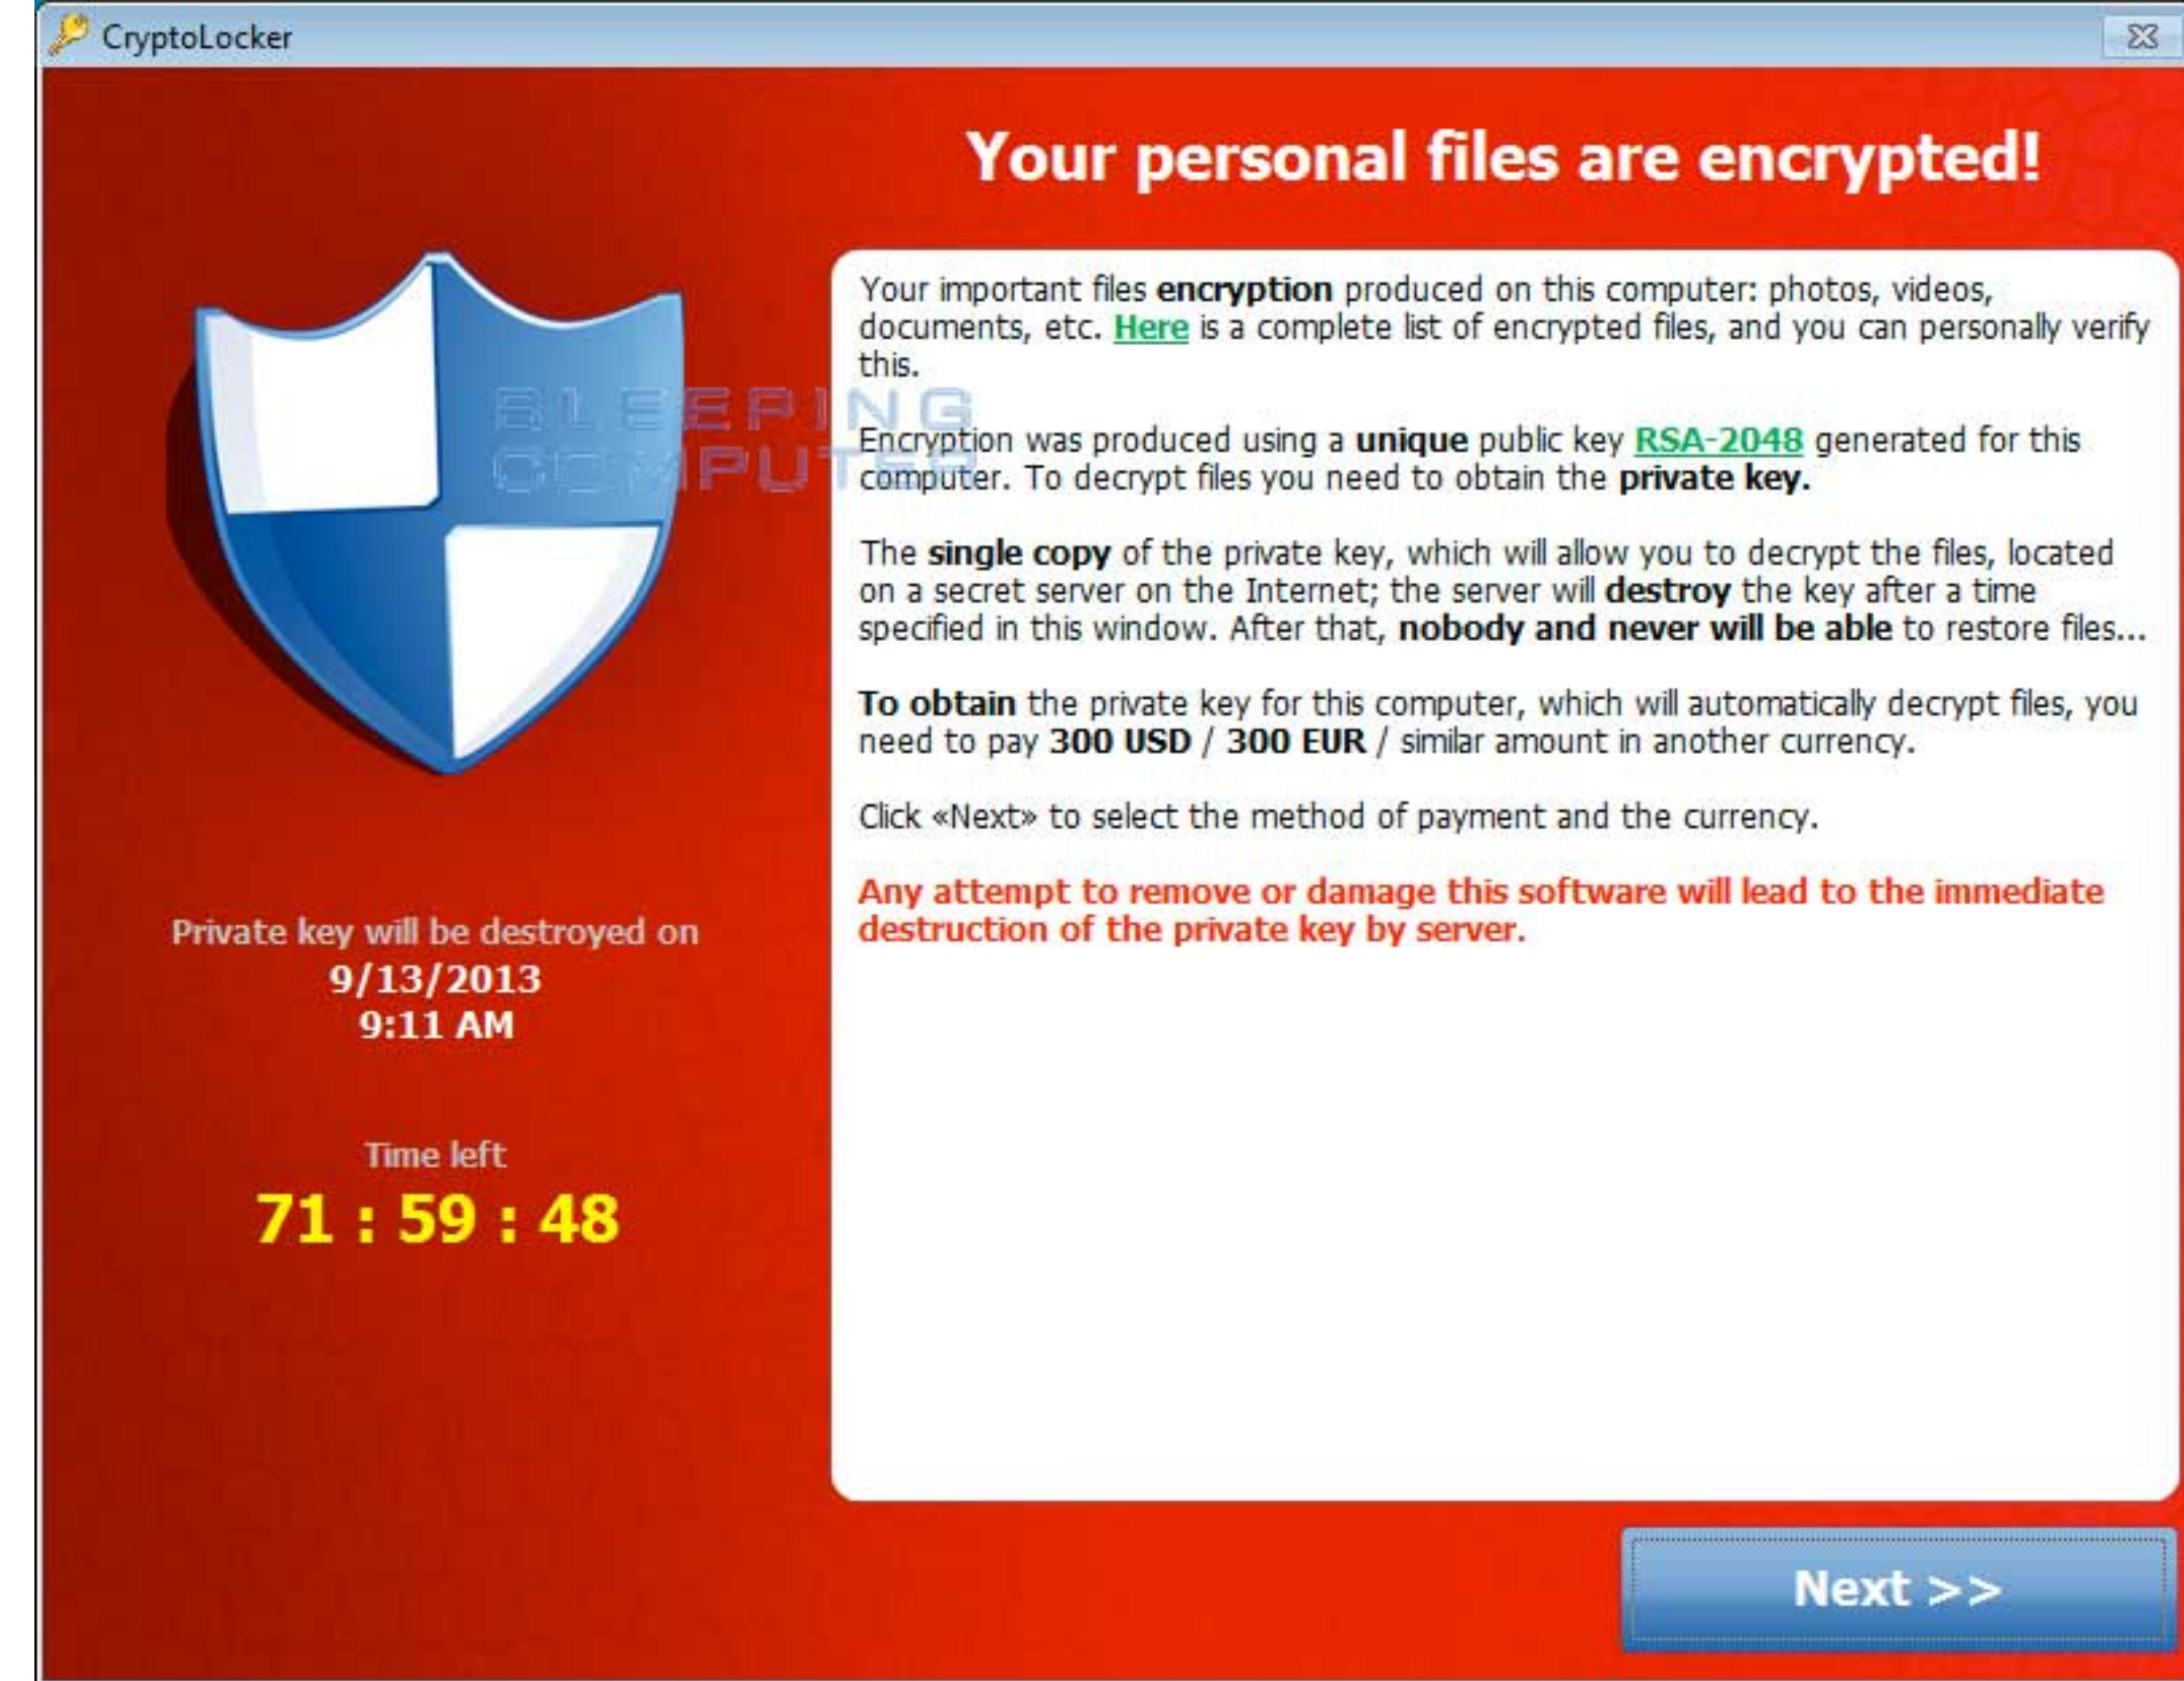 CryptoLocker
Your personal files are encrypted!
Your important files encryption produced on this computer: photos, videos,
documents, etc. Here is a complete list of encrypted files, and you can personally verify
this.
BLEEPING
COMPUTER
Encryption was produced using a unique public key RSA-2048 generated for this
computer. To decrypt files you need to obtain the private key.
The single copy of the private key, which will allow you to decrypt the files, located
on a secret server on the Internet; the server will destroy the key after a time
specified in this window. After that, nobody and never will be able to restore files...
To obtain the private key for this computer, which will automatically decrypt files, you
need to pay 300 USD / 300 EUR / similar amount in another currency.
Click «Next» to select the method of payment and the currency.
Any attempt to remove or damage this software will lead to the immediate
destruction of the private key by server.
Private key will be destroyed on
9/13/2013
9:11 AM
Time left
71 : 59 : 48
Next >>